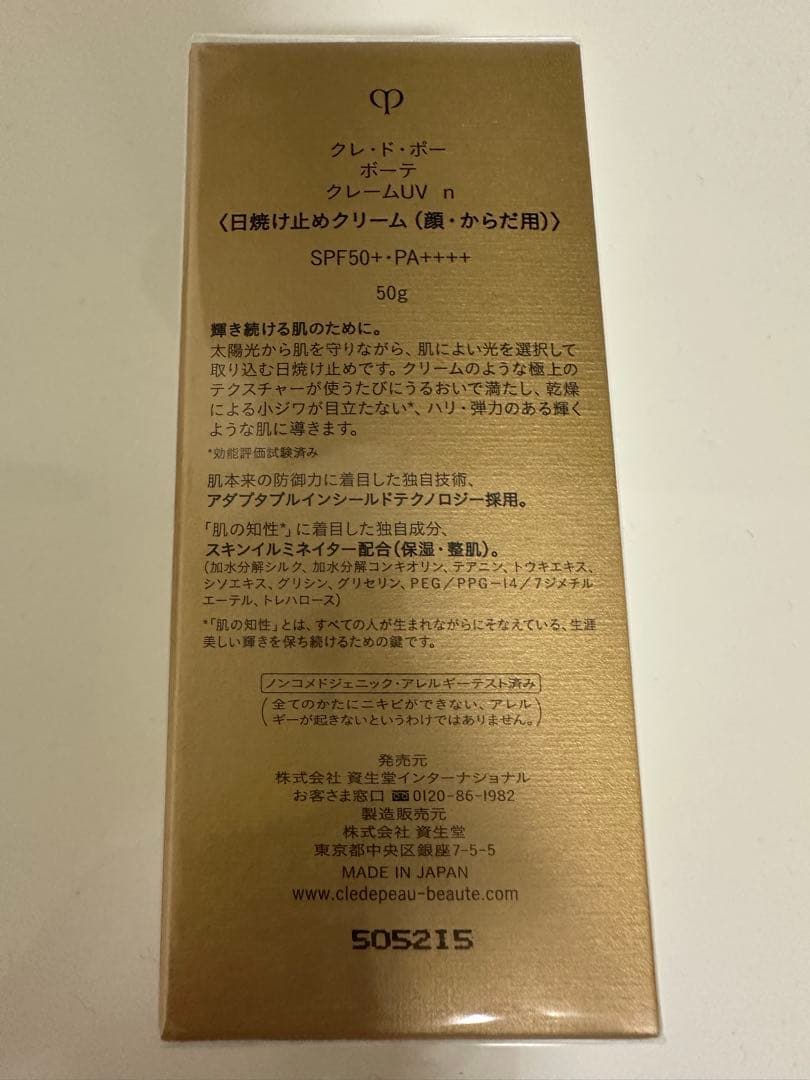 クレ・ド・ポー
ボーテ
クレームUV n
〈日焼け止めクリーム（顔・からだ用）〉
SPF50+・PA++++
50g
輝き続ける肌のために。
太陽光から肌を守りながら、肌によい光を選択して
取り込む日焼け止めです。クリームのような極上の
テクスチャーが使うたびにうるおいで満たし、乾燥
による小ジワが目立たない*、ハリ・弾力のある輝く
ような肌に導きます。
*効能評価試験済み
肌本来の防御力に着目した独自技術、
アダプタブルインシールドテクノロジー採用。
「肌の知性*」に着目した独自成分、
スキンイルミネイター配合（保湿・整肌）。
（加水分解シルク、加水分解コンキオリン、テアニン、トウキエキス、
シソエキス、グリシン、グリセリン、PEG／PPG－14／7ジメチル
エーテル、トレハロース）
*「肌の知性」とは、すべての人が生まれながらにそなえている、生涯
美しい輝きを保ち続けるための鍵です。
ノンコメドジェニック・アレルギーテスト済み
（全てのかたにニキビができない、アレル
ギーが起きないというわけではありません。）
発売元
株式会社 資生堂インターナショナル
お客さま窓口 0120-86-1982
製造販売元
株式会社 資生堂
東京都中央区銀座7-5-5
MADE IN JAPAN
www.cledepeau-beaute.com
5052I5